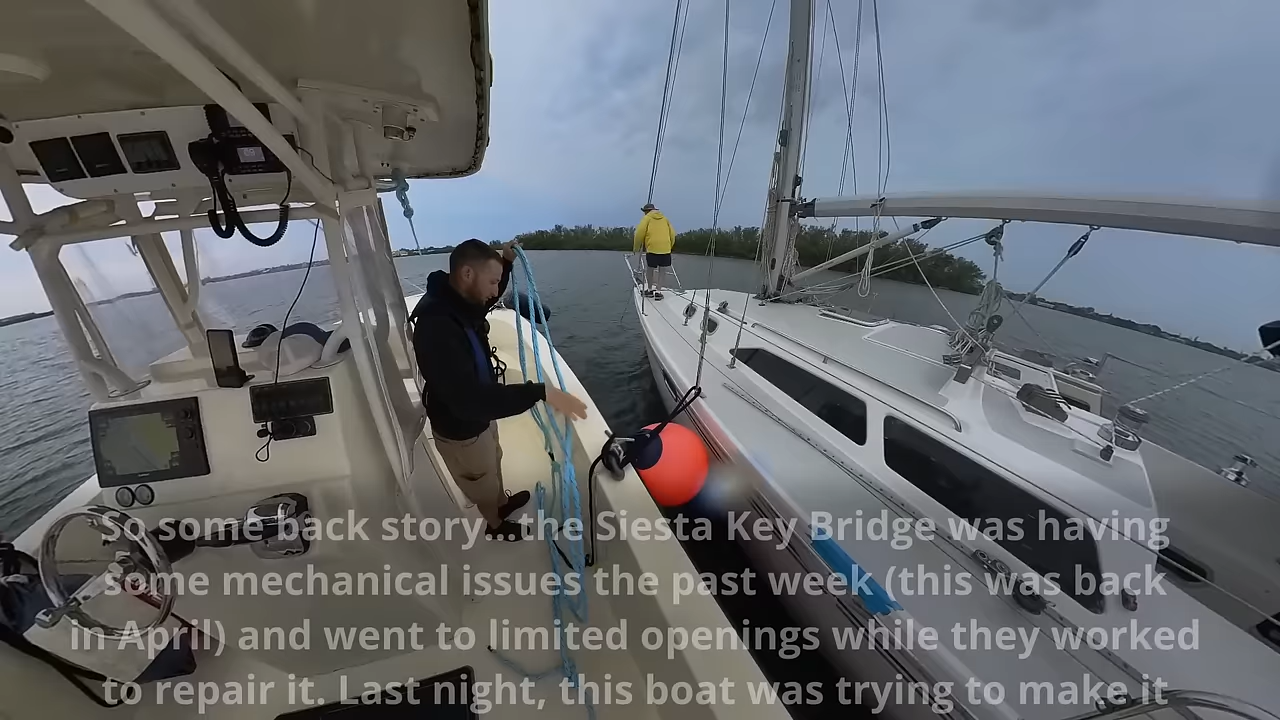 So some back story - the Siesta Key Bridge was having
some mechanical issues the past week (this was back
in April) and went to limited openings while they worked
to repair it. Last night, this boat was trying to make it